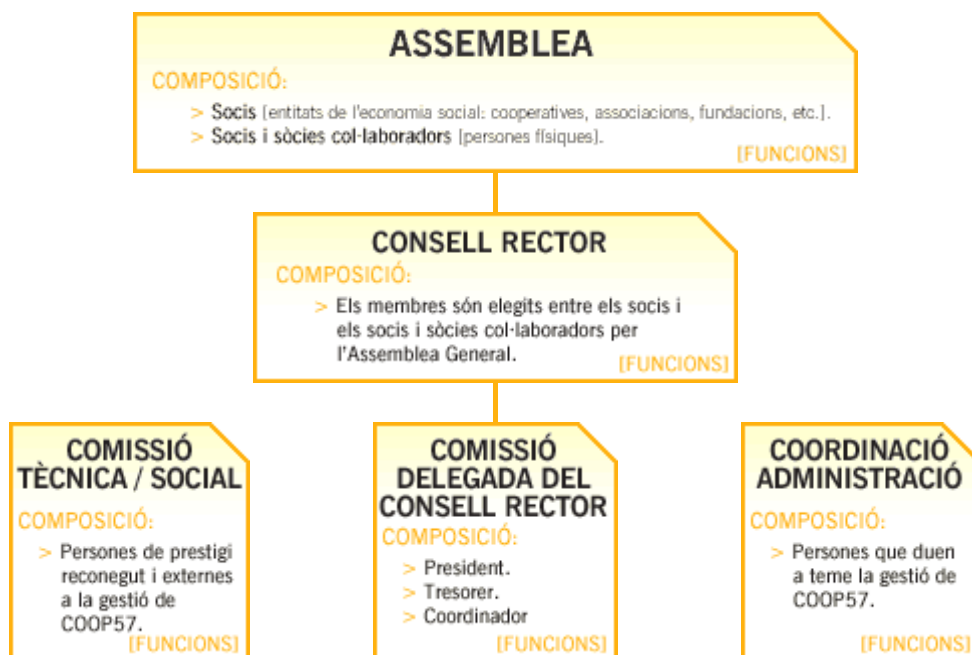 ASSEMBLEA
COMPOSICIÓ:
> Socis [entitats de l'economia social: cooperatives, associacions, fundacions, etc.].
> Socis i sòcies col·laboradors [persones físiques].
[FUNCIONS]
CONSELL RECTOR
COMPOSICIÓ:
> Els membres són elegits entre els socis i
els socis i sòcies col·laboradors per
l'Assemblea General.
[FUNCIONS]
COMISSIÓ
TÈCNICA / SOCIAL
COMPOSICIÓ:
> Persones de prestigi
reconegut i externes
a la gestió de
COOP57.
[FUNCIONS]
COMISSIÓ
DELEGADA DEL
CONSELL RECTOR
COMPOSICIÓ:
> President.
> Tresorer.
> Coordinador
[FUNCIONS]
COORDINACIÓ
ADMINISTRACIÓ
COMPOSICIÓ:
> Persones que duen
a teme la gestió de
COOP57.
[FUNCIONS]